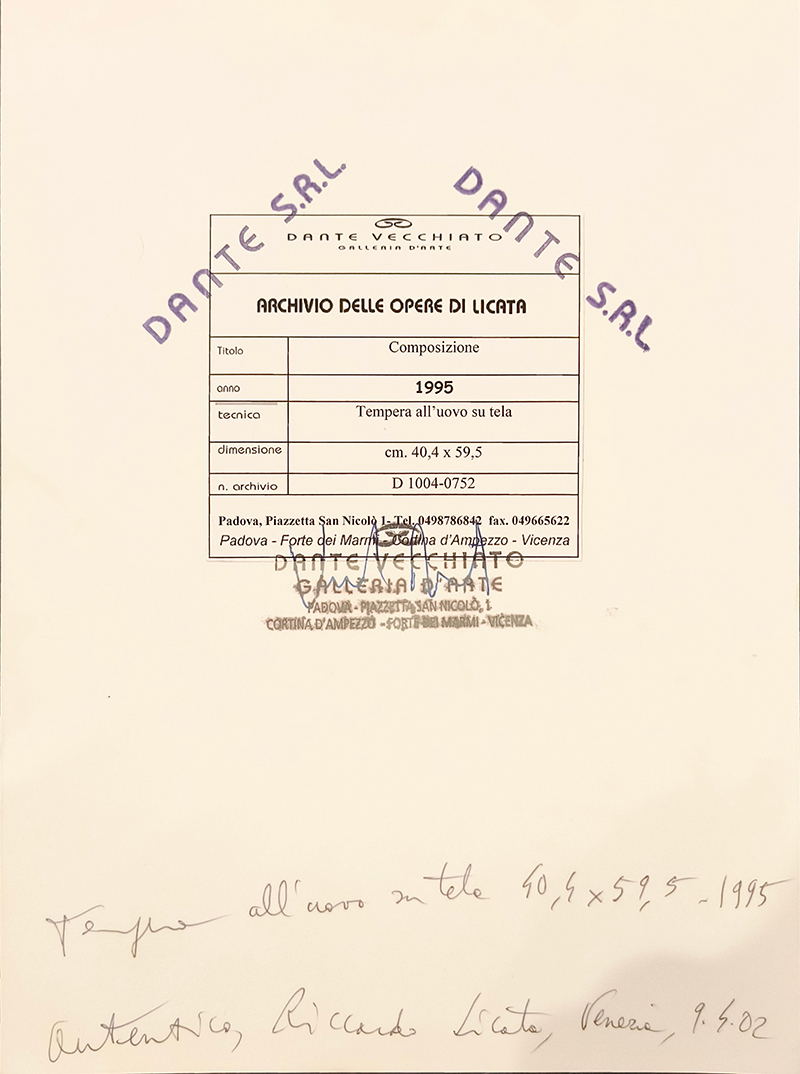 DANTE S.R.L.
DANTE S.R.L
DANTE VECCHIATO
GALLERIA D'ARTE
ARCHIVIO DELLE OPERE DI LICATA
Titolo Composizione
anno 1995
tecnica Tempera all'uovo su tela
dimensione cm. 40,4 x 59,5
n. archivio D 1004-0752
Padova, Piazzetta San Nicolò 1- Tel. 0498786842 fax. 049665622
Padova - Forte dei Marmi - Cortina d'Ampezzo - Vicenza
DANTE VECCHIATO
GALLERIA D'ARTE
PADOVA - PIAZZETTA SAN NICOLÒ, 1
CORTINA D'AMPEZZO - FORTE DEI MARMI - VICENZA
Tempera all'uovo su tela 40,4 x 59,5 - 1995
Autentico, Riccardo Licata, Venezia, 9.4.02